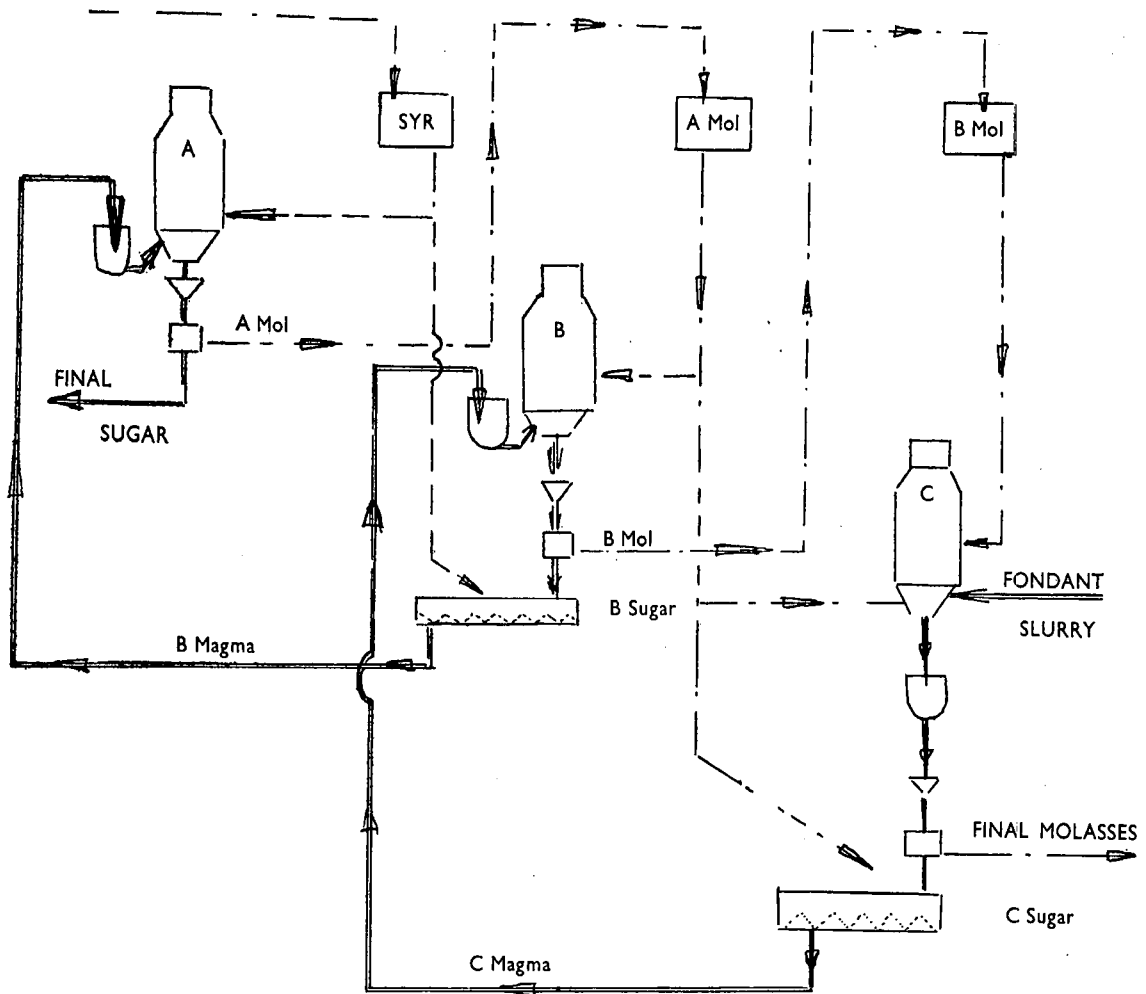 SYR
A Mol
B Mol
A
A Mol
B
FINAL
SUGAR
C
B Mol
FONDANT
B Sugar
SLURRY
B Magma
FINAL MOLASSES
C Sugar
C Magma